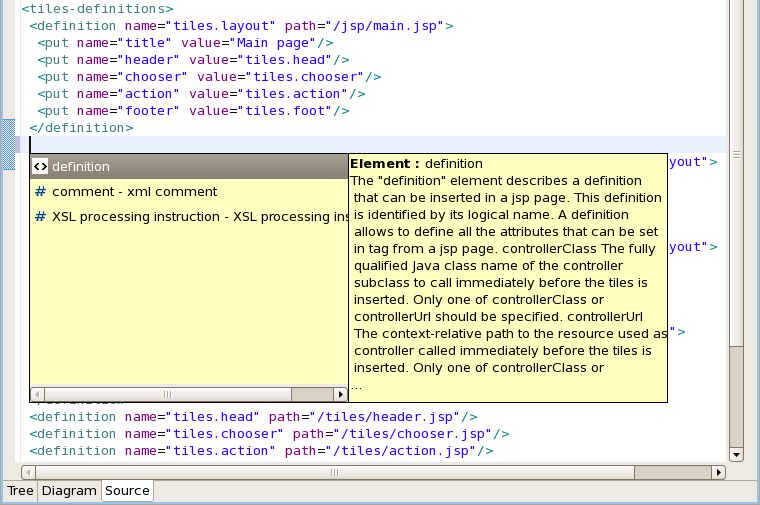 <tiles-definitions>
<definition name="tiles.layout" path="/jsp/main.jsp">
<put name="title" value="Main page"/>
<put name="header" value="tiles.head"/>
<put name="chooser" value="tiles.chooser"/>
<put name="action" value="tiles.action"/>
<put name="footer" value="tiles.foot"/>
</definition>
yout">
yout">
">
definition
# comment - xml comment
# XSL processing instruction - XSL processing ins
Element : definition
The "definition" element describes a definition
that can be inserted in a jsp page. This definition
is identified by its logical name. A definition
allows to define all the attributes that can be set
in tag from a jsp page. controllerClass The fully
qualified Java class name of the controller
subclass to call immediately before the tiles is
inserted. Only one of controllerClass or
controllerUrl should be specified. controllerUrl
The context-relative path to the resource used as
controller called immediately before the tiles is
inserted. Only one of controllerClass or
...
<definition name="tiles.head" path="/tiles/header.jsp"/>
<definition name="tiles.chooser" path="/tiles/chooser.jsp"/>
<definition name="tiles.action" path="/tiles/action.jsp"/>
Tree Diagram Source